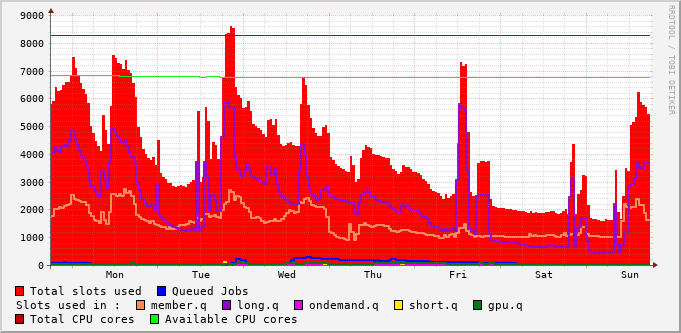 9000
8000
7000
6000
5000
4000
3000
2000
1000
0
Mon Tue Wed Thu Fri Sat Sun
RRDTOOL / TOBI OETIKER
Total slots used Queued Jobs
Slots used in : member.q long.q ondemand.q short.q gpu.q
Total CPU cores Available CPU cores